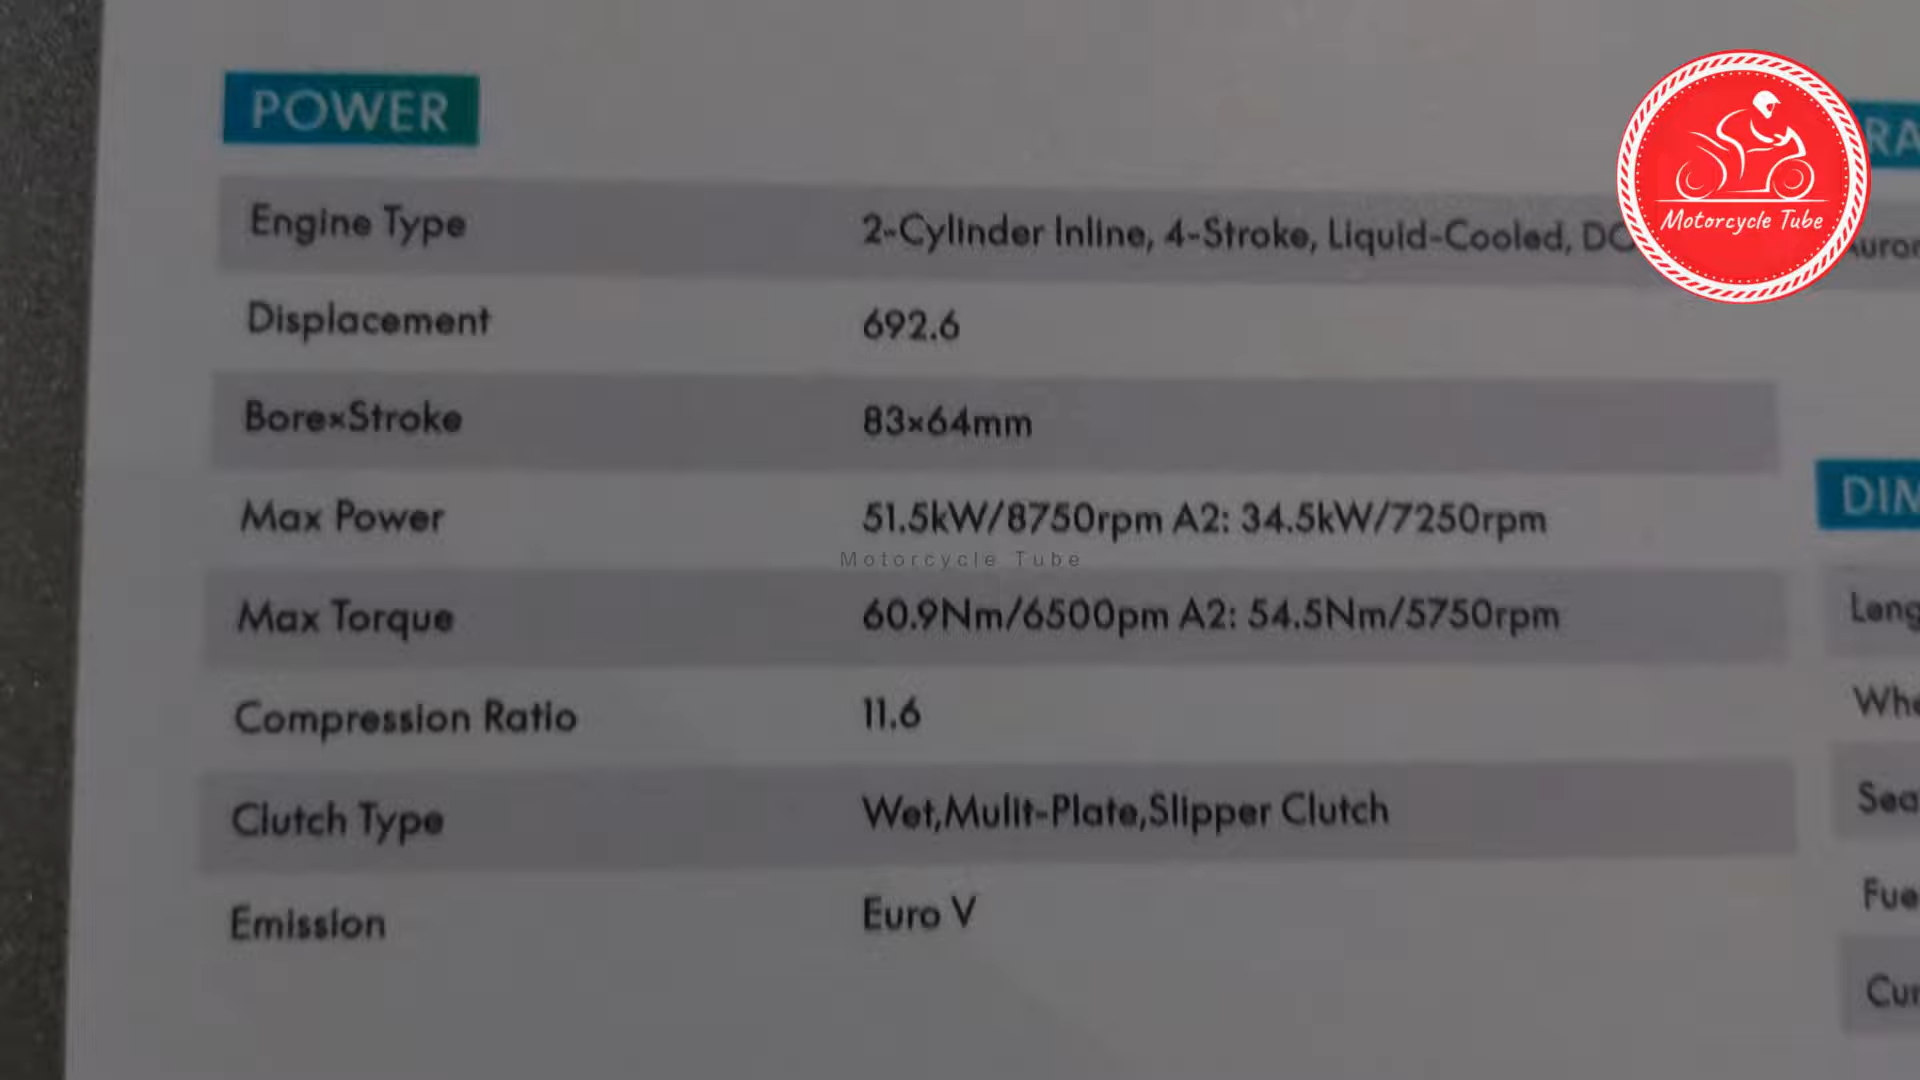 POWER
Engine Type 2-Cylinder Inline, 4-Stroke, Liquid-Cooled,
Displacement 692.6
Bore×Stroke 83×64mm
Max Power 51.5kW/8750rpm A2: 34.5kW/7250rpm
Max Torque 60.9Nm/6500pm A2: 54.5Nm/5750rpm
Compression Ratio 11.6
Clutch Type Wet,Mulit-Plate,Slipper Clutch
Emission Euro V
Motorcycle Tube
Motorcycle Tube